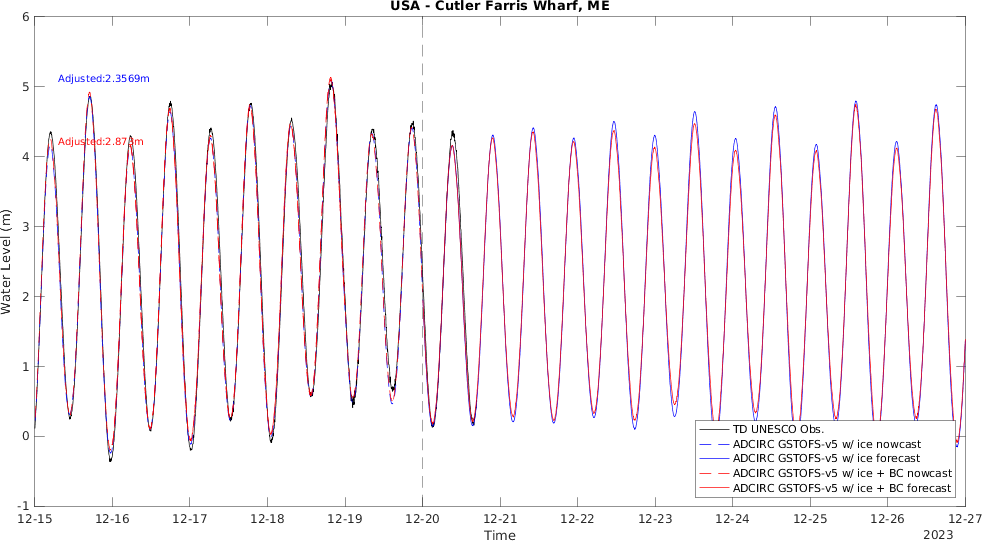 USA - Cutler Farris Wharf, ME
6
5
4
3
2
1
0
-1
Water Level (m)
Adjusted:2.3569m
12-15
12-16
12-17
12-18
12-19
12-20
12-21
12-22
12-23
12-24
12-25
12-26
12-27
Time
2023
TD UNESCO Obs.
ADCIRC GSTOFS-v5 w/ ice nowcast
ADCIRC GSTOFS-v5 w/ ice forecast
ADCIRC GSTOFS-v5 w/ ice + BC nowcast
ADCIRC GSTOFS-v5 w/ ice + BC forecast